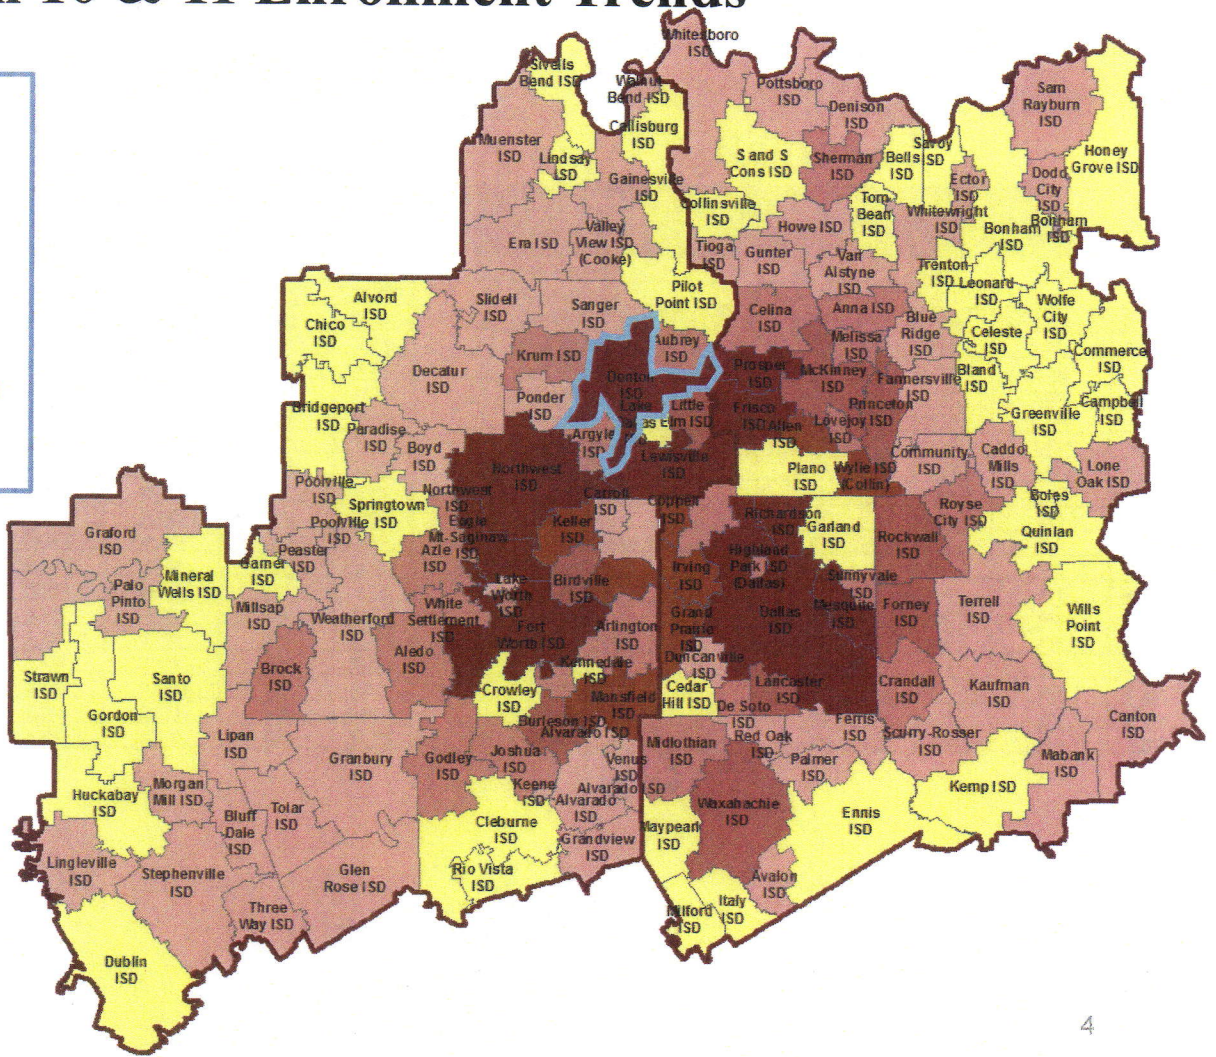 10 & 11 Enrollment Trends
Whitesboro
ISD
Sivells
Bend ISD
Walnut
Bend ISD
Pottsboro
ISD
Denison
ISD
Sam
Rayburn
ISD
Callisburg
ISD
Muenster
ISD
Lindsay
ISD
S and S
Cons ISD
Sherman
ISD
Bells
ISD
Savoy
ISD
Honey
Grove ISD
Gainesville
ISD
Ector
ISD
Dodd
City
ISD
Collinsville
ISD
Tom
Bean
ISD
Whitewright
ISD
Bonham
ISD
Bonham
ISD
Howe ISD
Era ISD
Valley
View ISD
(Cooke)
Tioga
ISD
Gunter
ISD
Van
Alstyne
ISD
Trenton
ISD
Leonard
ISD
Wolfe
City
ISD
Pilot
Point ISD
Alvord
ISD
Slidell
ISD
Sanger
ISD
Celina
ISD
Anna ISD
Blue
Ridge
ISD
Celeste
ISD
Commerce
ISD
Chico
ISD
Krum ISD
Aubrey
ISD
Melissa
ISD
Decatur
ISD
Denton
ISD
Prosper
ISD
McKinney
ISD
Farmersville
ISD
Bland
ISD
Campbell
ISD
Ponder
ISD
Lake
Little
Elm ISD
Frisco
ISD
Allen
ISD
Lovejoy ISD
Princeton
ISD
Greenville
ISD
Bridgeport
ISD
Paradise
ISD
Boyd
ISD
Argyle
ISD
Lewisville
ISD
Community
ISD
Caddo
Mills
ISD
Lone
Oak ISD
Northwest
ISD
Plano
ISD
Wylie ISD
(Collin)
Poolville
ISD
Springtown
ISD
Northwest
ISD
Carroll
ISD
Coppell
ISD
Richardson
ISD
Garland
ISD
Royse
City ISD
Boles
ISD
Quinlan
ISD
Poolville
ISD
Eagle
Mt-Saginaw
ISD
Keller
ISD
Rockwall
ISD
Graford
ISD
Garner
ISD
Peaster
ISD
Azle
ISD
Highland
Park ISD
(Dallas)
Mineral
Wells ISD
Palo
Pinto
ISD
Lake
Worth
ISD
Birdville
ISD
Irving
ISD
Sunnyvale
ISD
Millsap
ISD
Weatherford
ISD
White
Settlement
ISD
Fort
Worth ISD
Arlington
ISD
Grand
Prairie
ISD
Dallas
ISD
Mesquite
ISD
Forney
ISD
Terrell
ISD
Wills
Point
ISD
Strawn
ISD
Santo
ISD
Brock
ISD
Aledo
ISD
Kennedale
ISD
Duncanville
ISD
Crowley
ISD
Mansfield
ISD
Cedar
Hill ISD
Lancaster
ISD
Crandall
ISD
Kaufman
ISD
Gordon
ISD
Burleson ISD
Alvarado ISD
De Soto
ISD
Canton
ISD
Lipan
ISD
Granbury
ISD
Godley
ISD
Joshua
ISD
Venus
ISD
Midlothian
ISD
Red Oak
ISD
Ferris
ISD
Palmer
ISD
Scurry-Rosser
ISD
Mabank
ISD
Huckabay
ISD
Morgan
Mill ISD
Keene
ISD
Alvarado ISD
Alvarado
ISD
Kemp ISD
Bluff
Dale
ISD
Tolar
ISD
Cleburne
ISD
Waxahachie
ISD
Ennis
ISD
Grandview
ISD
Maypearl
ISD
Lingleville
ISD
Stephenville
ISD
Glen
Rose ISD
Rio Vista
ISD
Avalon
ISD
Three
Way ISD
Milford
ISD
Italy
ISD
Dublin
ISD
4